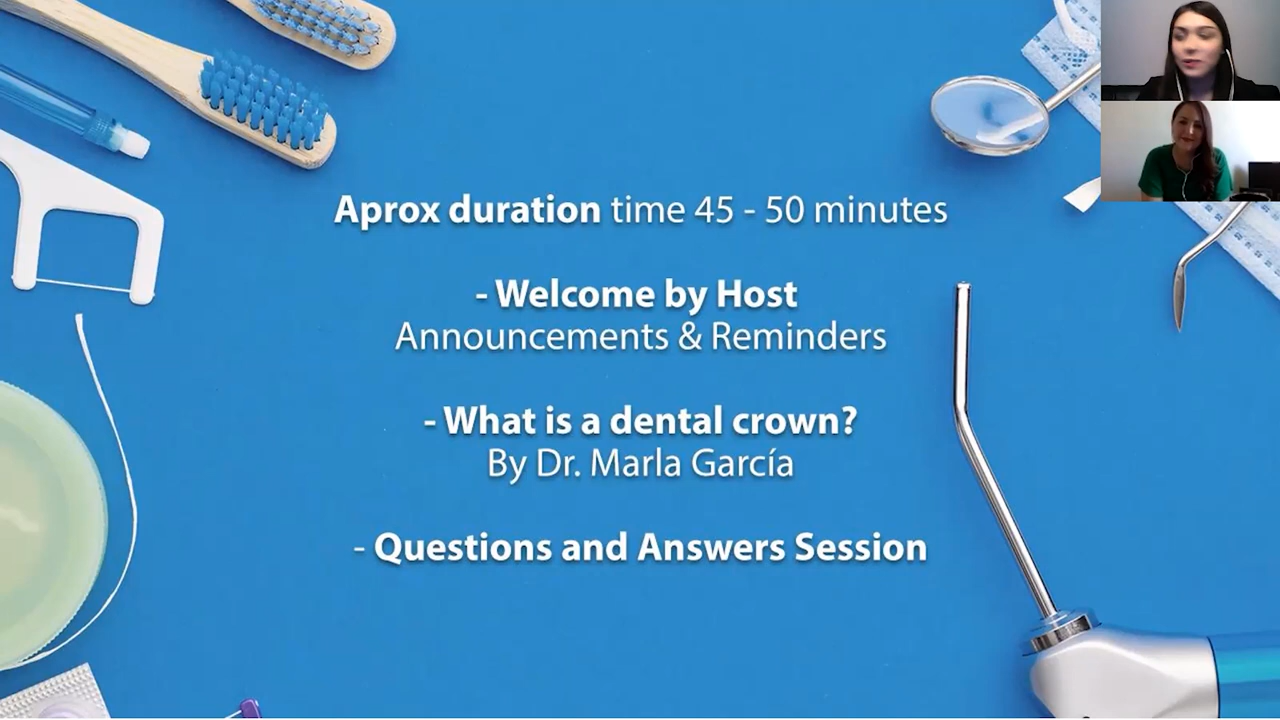 Aprox duration time 45 - 50 minutes
- Welcome by Host
Announcements & Reminders
- What is a dental crown?
By Dr. Marla García
- Questions and Answers Session